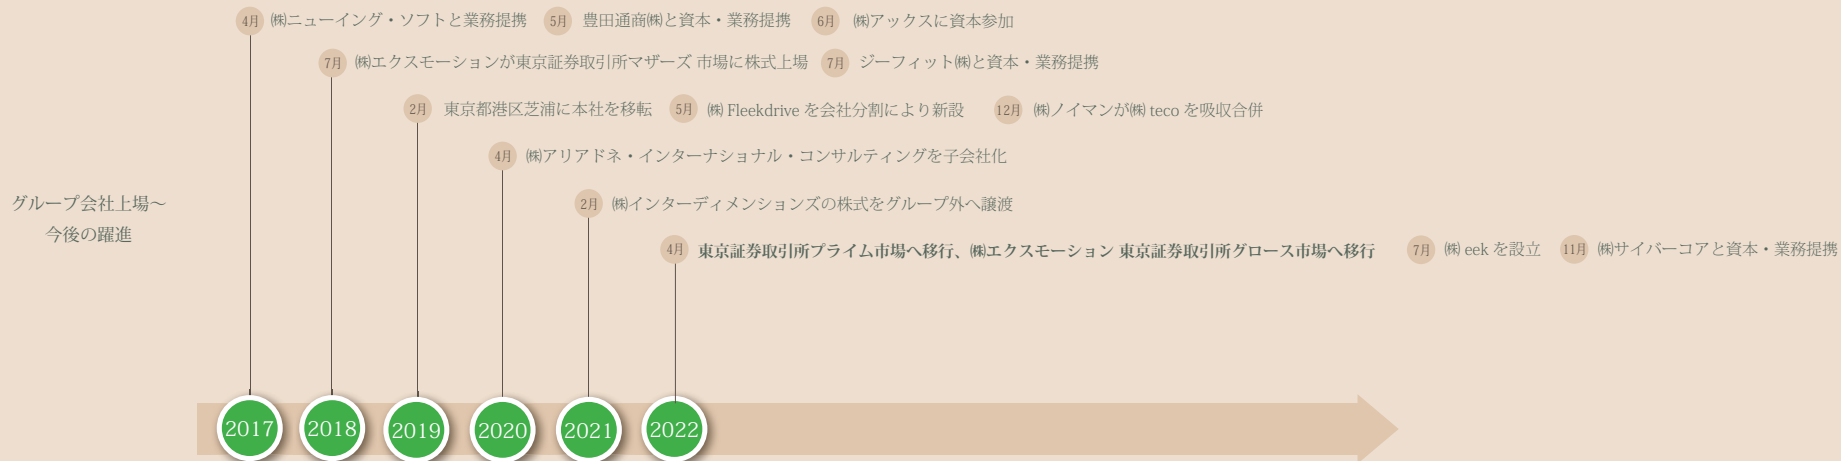 4月 ㈱ニューイング・ソフトと業務提携 5月 豊田通商㈱と資本・業務提携 6月 ㈱アックスに資本参加
7月 ㈱エクスモーションが東京証券取引所マザーズ 市場に株式上場 7月 ジーフィット㈱と資本・業務提携
2月 東京都港区芝浦に本社を移転 5月 ㈱ Fleekdrive を会社分割により新設 12月 ㈱ノイマンが㈱ teco を吸収合併
4月 ㈱アリアドネ・インターナショナル・コンサルティングを子会社化
2月 ㈱インターディメンションズの株式をグループ外へ譲渡
グループ会社上場〜
今後の躍進
4月 東京証券取引所プライム市場へ移行、㈱エクスモーション 東京証券取引所グロース市場へ移行 7月 ㈱ eek を設立 11月 ㈱サイバーコアと資本・業務提携
2017 2018 2019 2020 2021 2022